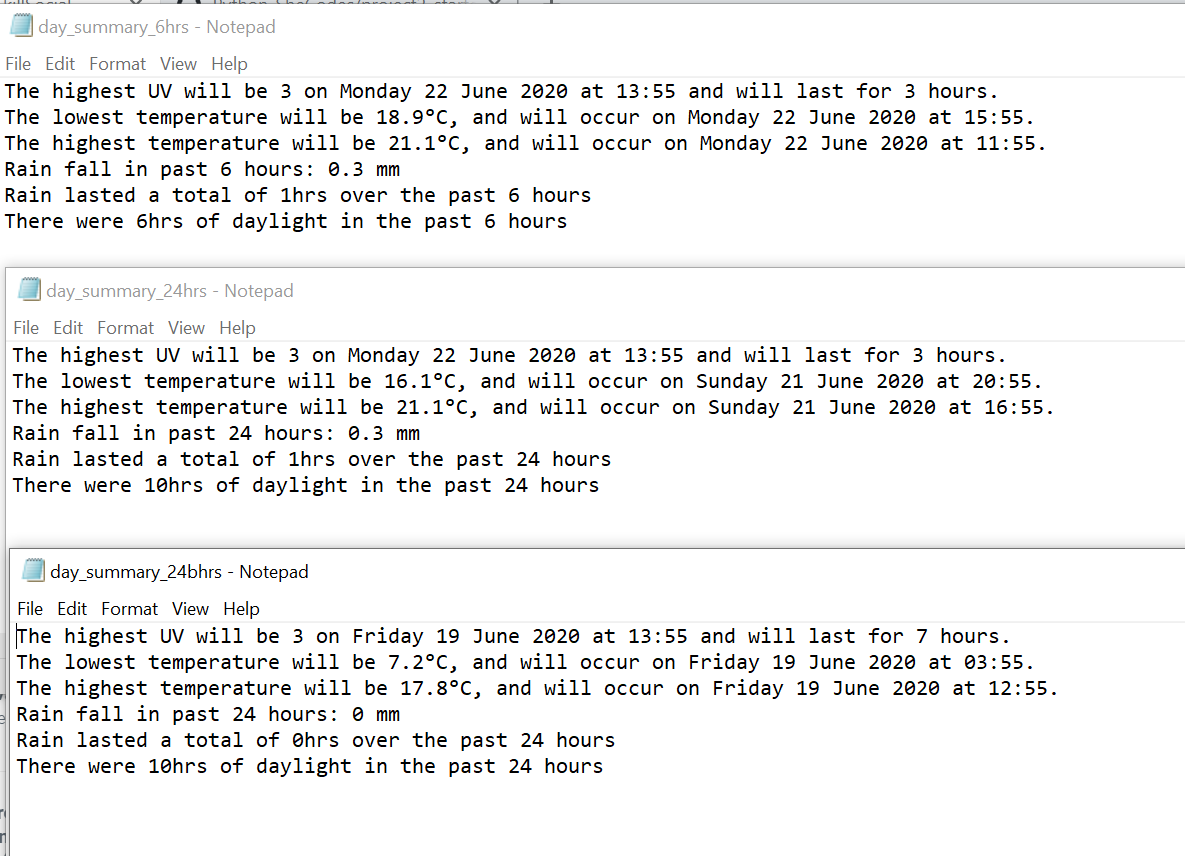 day_summary_6hrs - Notepad
File Edit Format View Help
The highest UV will be 3 on Monday 22 June 2020 at 13:55 and will last for 3 hours.
The lowest temperature will be 18.9°C, and will occur on Monday 22 June 2020 at 15:55.
The highest temperature will be 21.1°C, and will occur on Monday 22 June 2020 at 11:55.
Rain fall in past 6 hours: 0.3 mm
Rain lasted a total of 1hrs over the past 6 hours
There were 6hrs of daylight in the past 6 hours
day_summary_24hrs - Notepad
File Edit Format View Help
The highest UV will be 3 on Monday 22 June 2020 at 13:55 and will last for 3 hours.
The lowest temperature will be 16.1°C, and will occur on Sunday 21 June 2020 at 20:55.
The highest temperature will be 21.1°C, and will occur on Sunday 21 June 2020 at 16:55.
Rain fall in past 24 hours: 0.3 mm
Rain lasted a total of 1hrs over the past 24 hours
There were 10hrs of daylight in the past 24 hours
day_summary_24bhrs - Notepad
File Edit Format View Help
The highest UV will be 3 on Friday 19 June 2020 at 13:55 and will last for 7 hours.
The lowest temperature will be 7.2°C, and will occur on Friday 19 June 2020 at 03:55.
The highest temperature will be 17.8°C, and will occur on Friday 19 June 2020 at 12:55.
Rain fall in past 24 hours: 0 mm
Rain lasted a total of 0hrs over the past 24 hours
There were 10hrs of daylight in the past 24 hours